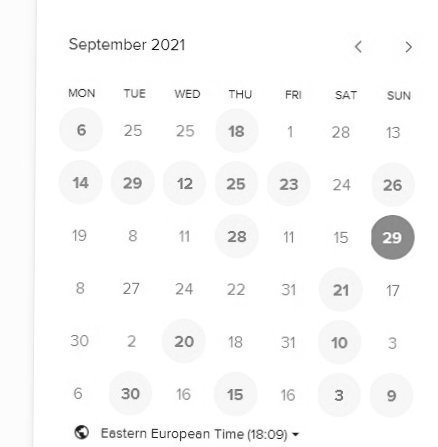 September 2021
MON TUE WED THU FRI SAT SUN
6 25 25 18 1 28 13
14 29 12 25 23 24 26
19 8 11 28 11 15 29
8 27 24 22 31 21 17
30 2 20 18 31 10 3
6 30 16 15 16 3 9
Eastern European Time (18:09)